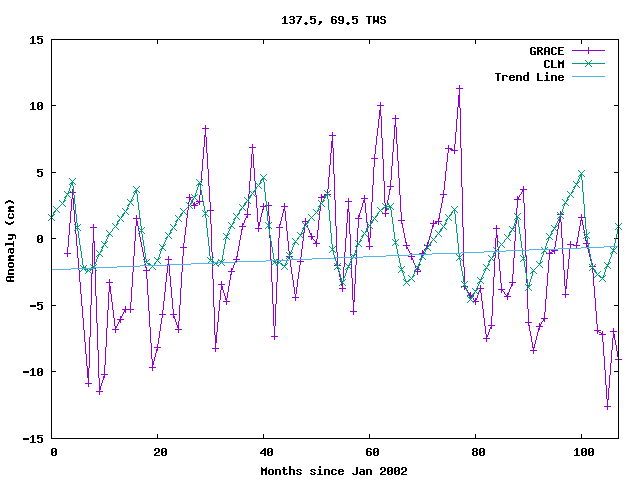 137.5, 69.5 TWS
GRACE
CLM
Trend Line
15
10
5
0
-5
-10
-15
Anomaly (cm)
0 20 40 60 80 100
Months since Jan 2002